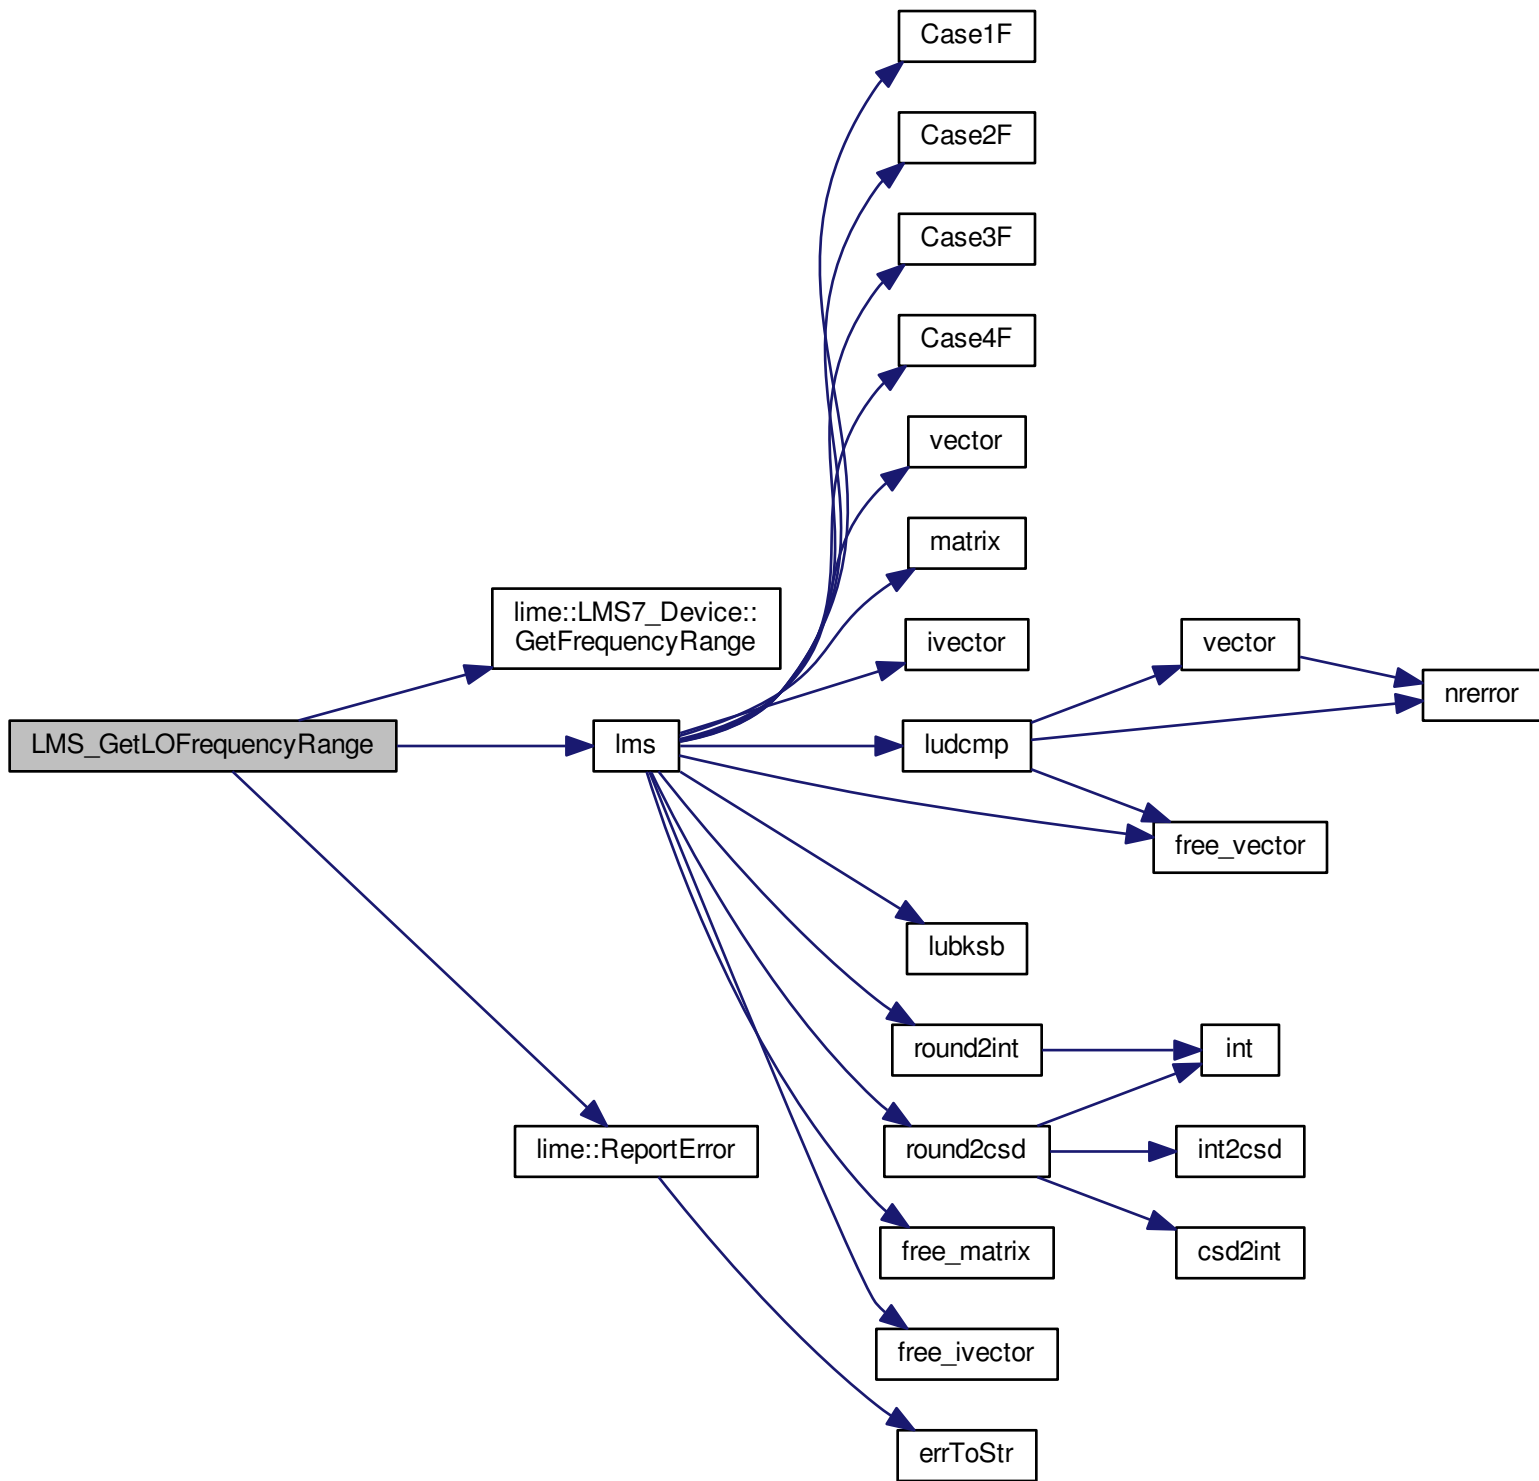 Case1F
Case2F
Case3F
Case4F
vector
matrix
lime::LMS7_Device::
GetFrequencyRange
ivector
vector
nrerror
LMS_GetLOFrequencyRange
lms
ludcmp
free_vector
lubksb
round2int
int
lime::ReportError
round2csd
int2csd
free_matrix
csd2int
free_ivector
errToStr